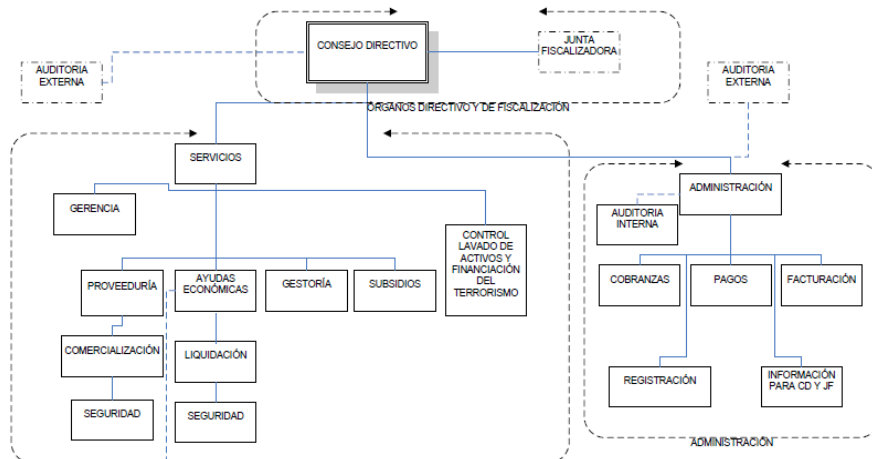 CONSEJO DIRECTIVO
JUNTA
FISCALIZADORA
AUDITORIA
EXTERNA
AUDITORIA
EXTERNA
ÓRGANOS DIRECTIVO Y DE FISCALIZACIÓN
SERVICIOS
GERENCIA
CONTROL
LAVADO DE
ACTIVOS Y
FINANCIACIÓN
DEL
TERRORISMO
PROVEEDURÍA
AYUDAS
ECONÓMICAS
GESTORÍA
SUBSIDIOS
COMERCIALIZACIÓN
LIQUIDACIÓN
SEGURIDAD
SEGURIDAD
ADMINISTRACIÓN
AUDITORIA
INTERNA
COBRANZAS
PAGOS
FACTURACIÓN
REGISTRACIÓN
INFORMACIÓN
PARA CD Y JF
ADMINISTRACIÓN